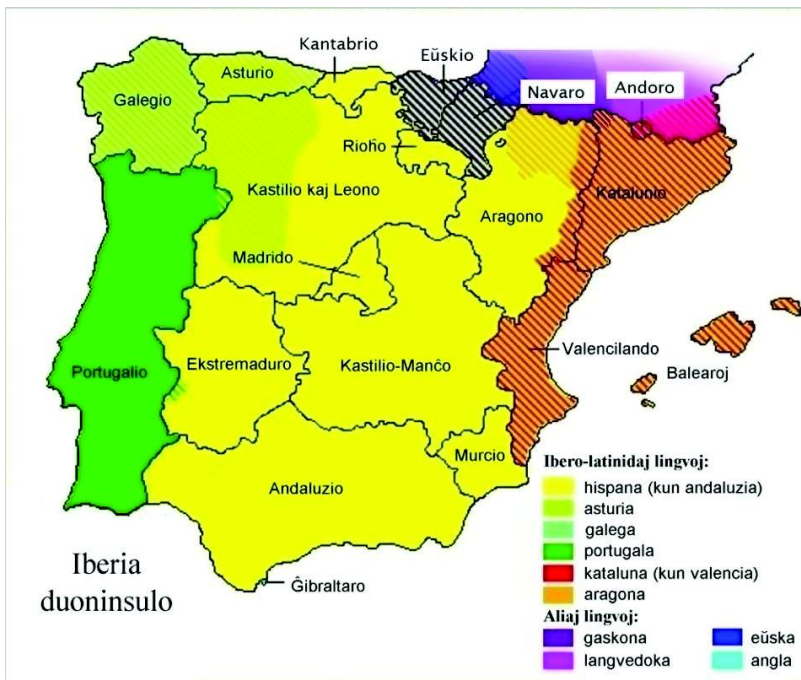 Kantabrio
Eŭskio
Asturio
Navaro
Andoro
Galegio
Rioĥo
Kastilio kaj Leono
Katalunio
Aragono
Madrido
Valencilando
Portugalio
Ekstremaduro
Kastilio-Manĉo
Balearoj
Murcio
Andaluzio
Ĝibraltaro
Iberia
duoninsulo
Ibero-latinidaj lingvoj:
hispana (kun andaluzia)
asturia
galega
portugala
kataluna (kun valencia)
aragona
Aliaj lingvoj:
gaskona
eŭska
langvedoka
angla